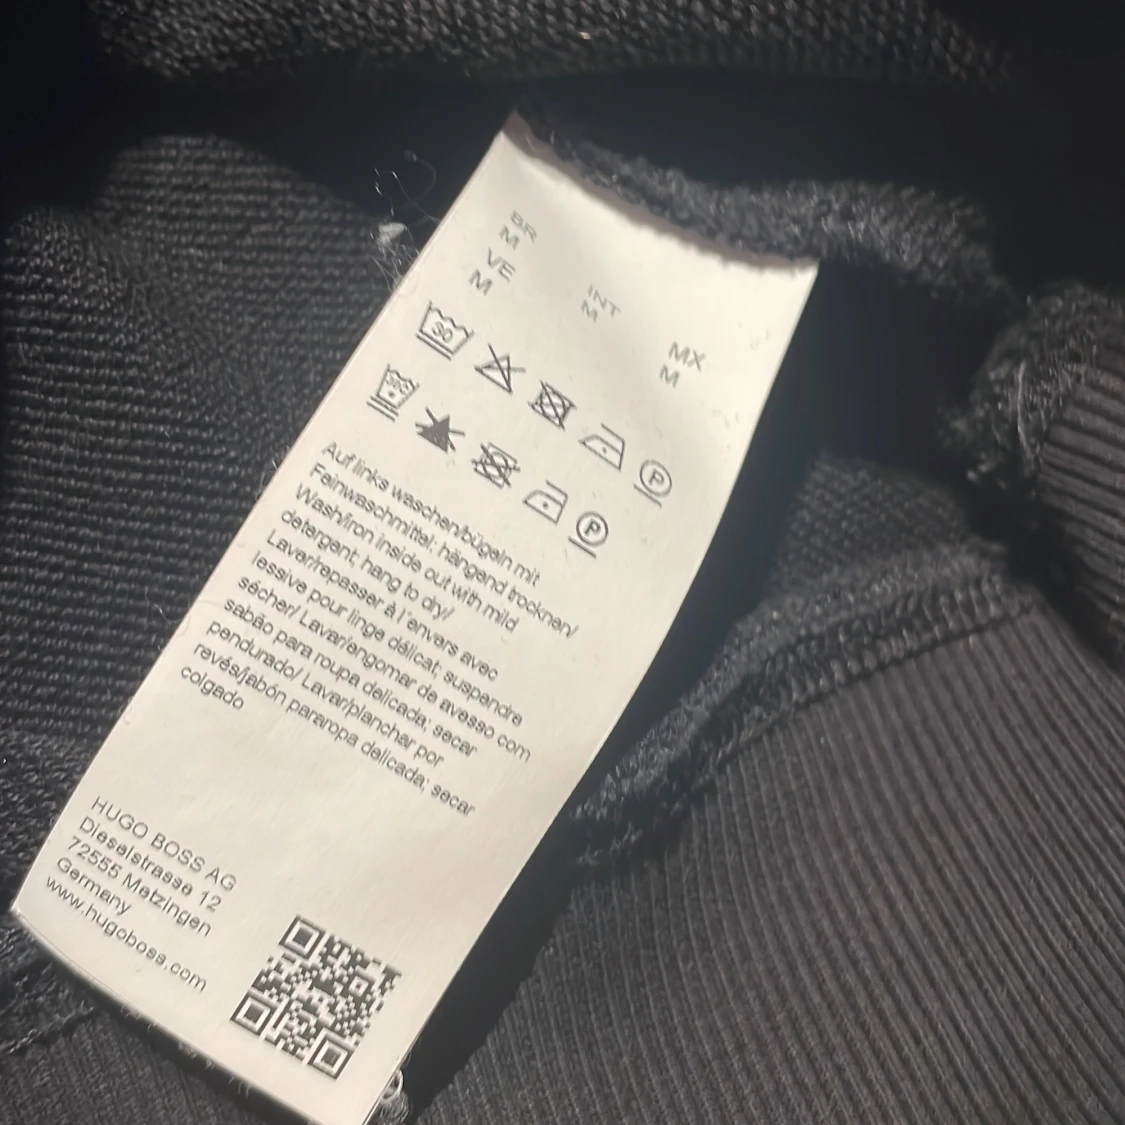 BR
M
VE
M
INT
M
MX
M
30
P
P
Auf links waschen/bügeln mit
Feinwaschmittel; hängend trocknen/
Wash/iron inside out with mild
detergent; hang to dry/
Laver/repasser à l'envers avec
lessive pour linge délicat; suspendre
sécher/ Lavar/engomar de avesso com
sabão para roupa delicada; secar
pendurado/ Lavar/planchar por
revés/jabón pararopa delicada; secar
colgado
HUGO BOSS AG
Dieselstrasse 12
72555 Metzingen
Germany
www.hugoboss.com